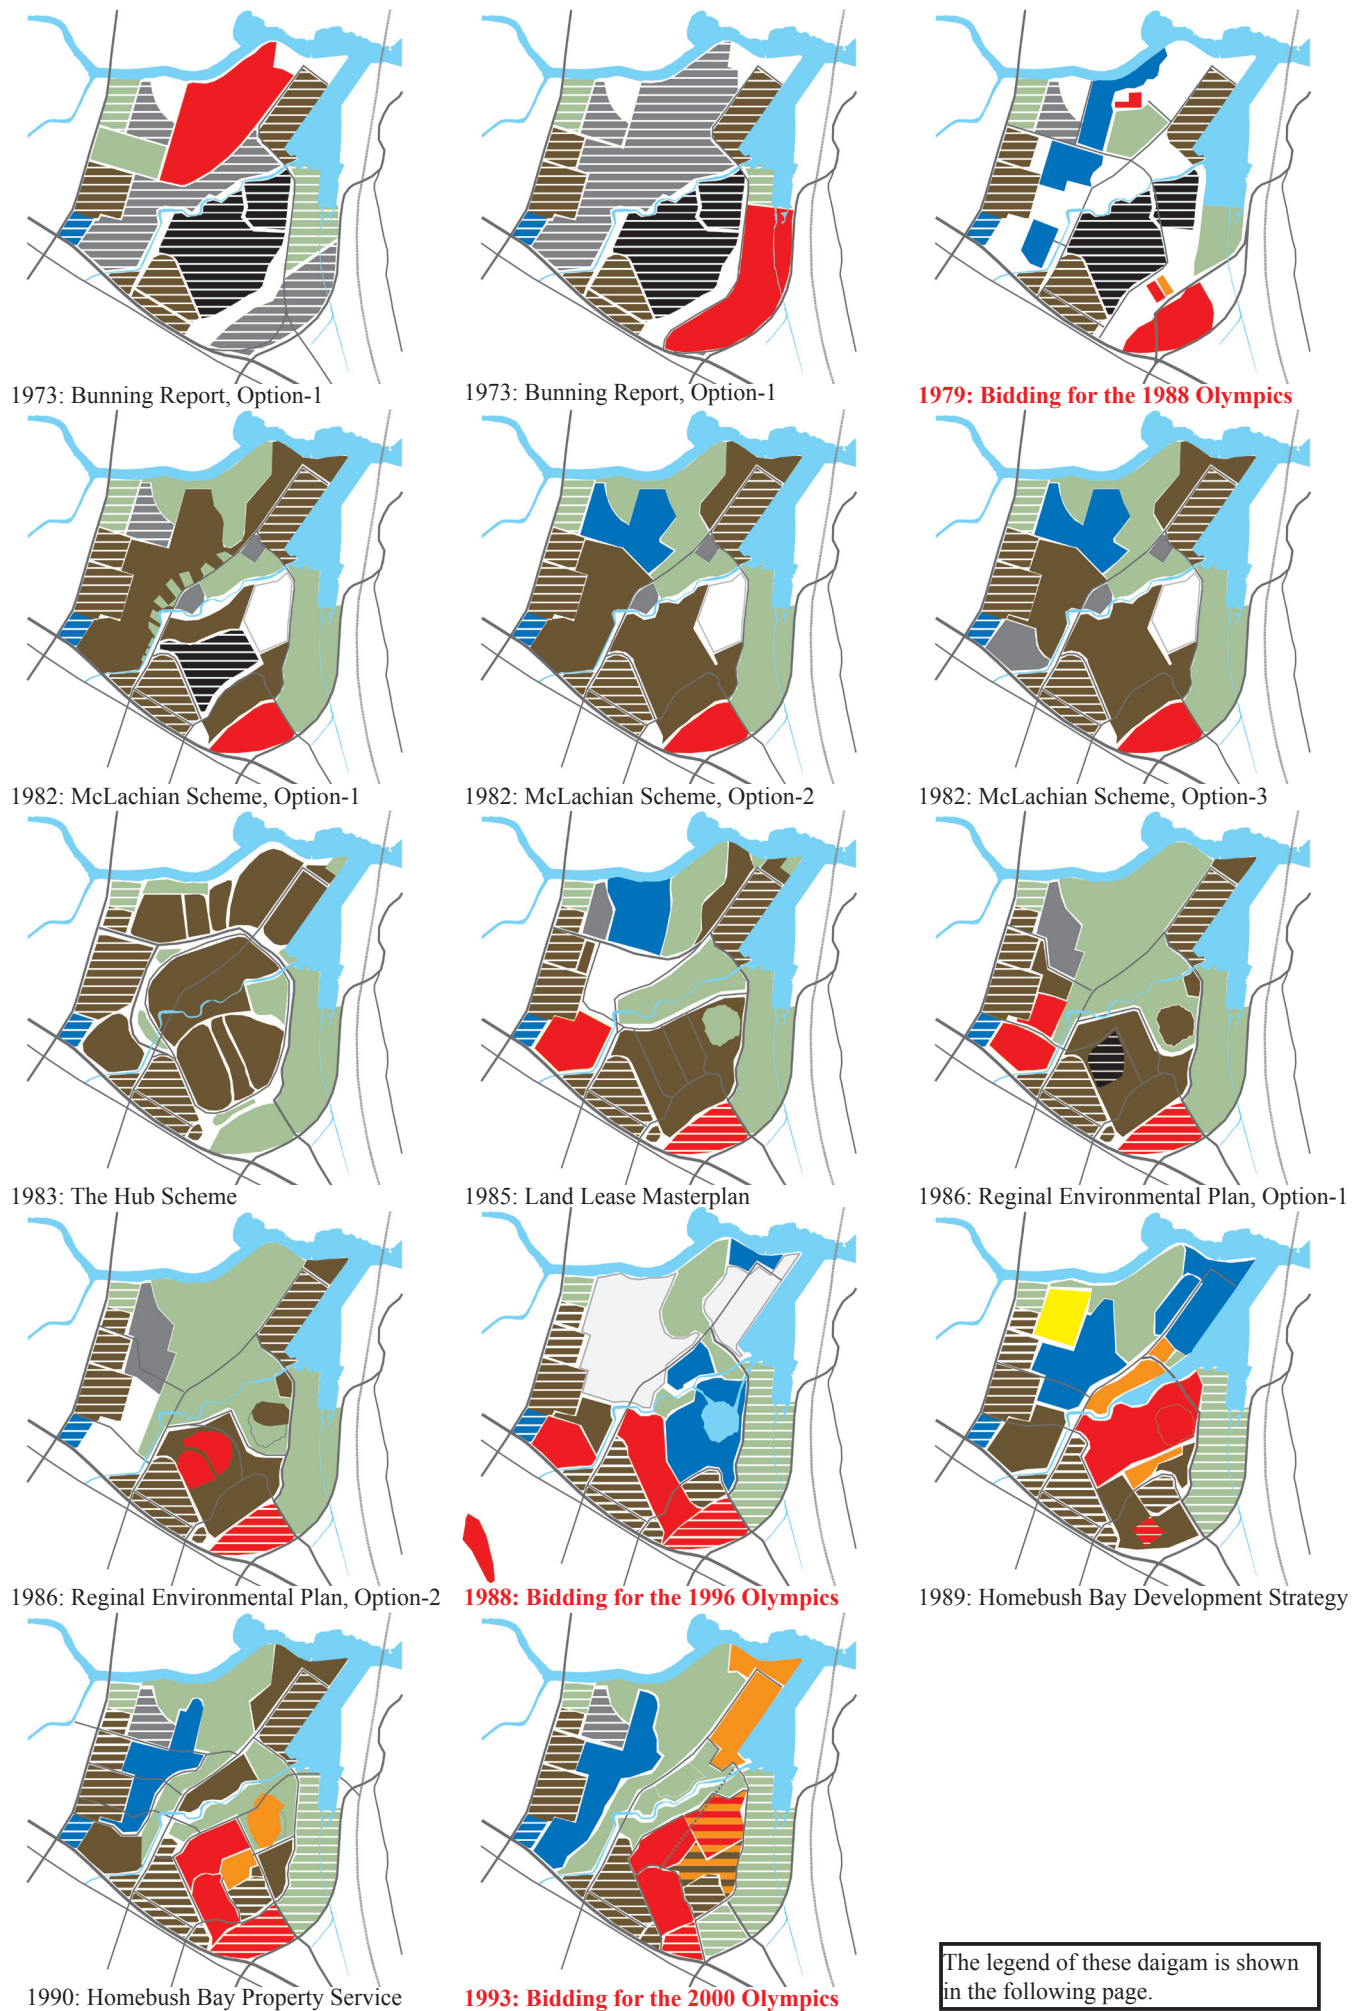 1973: Bunning Report, Option-1
1973: Bunning Report, Option-1
1979: Bidding for the 1988 Olympics
1982: McLachian Scheme, Option-1
1982: McLachian Scheme, Option-2
1982: McLachian Scheme, Option-3
1983: The Hub Scheme
1985: Land Lease Masterplan
1986: Reginal Environmental Plan, Option-1
1986: Reginal Environmental Plan, Option-2
1988: Bidding for the 1996 Olympics
1989: Homebush Bay Development Strategy
1990: Homebush Bay Property Service
1993: Bidding for the 2000 Olympics
The legend of these daigam is shown
in the following page.